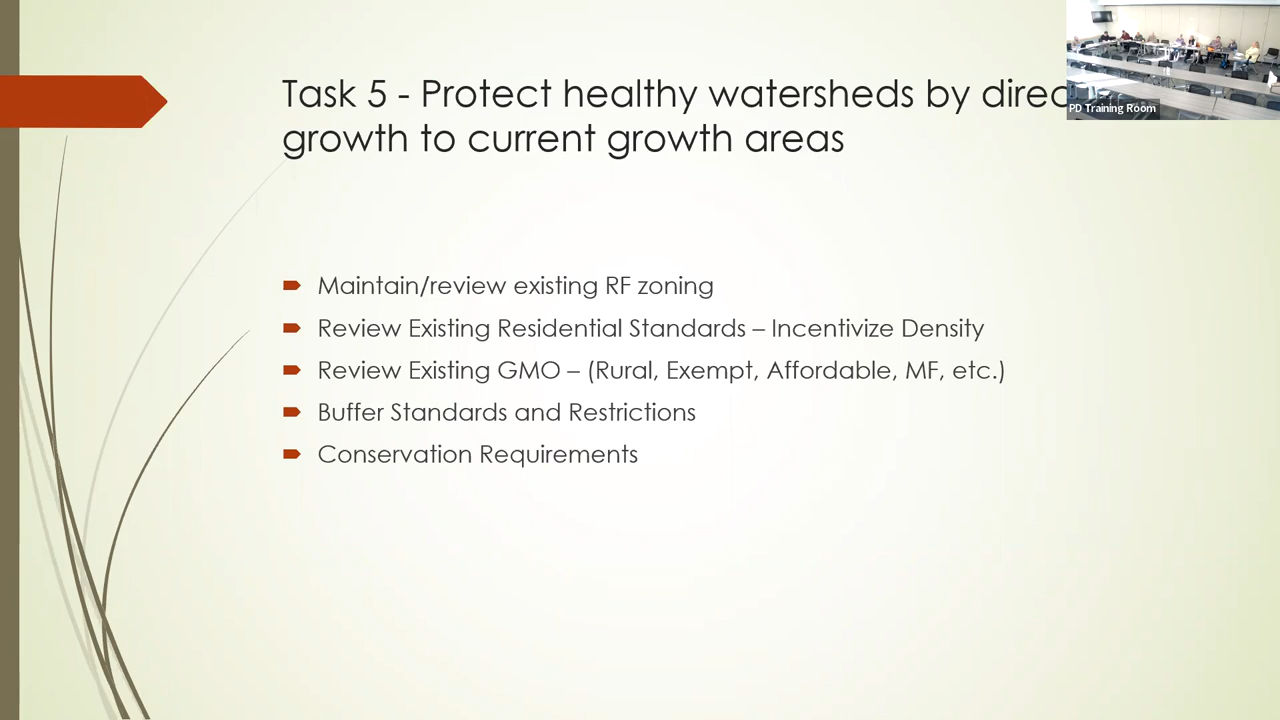 Task 5 - Protect healthy watersheds by direc
growth to current growth areas
PD Training Room
Maintain/review existing RF zoning
Review Existing Residential Standards – Incentivize Density
Review Existing GMO – (Rural, Exempt, Affordable, MF, etc.)
Buffer Standards and Restrictions
Conservation Requirements